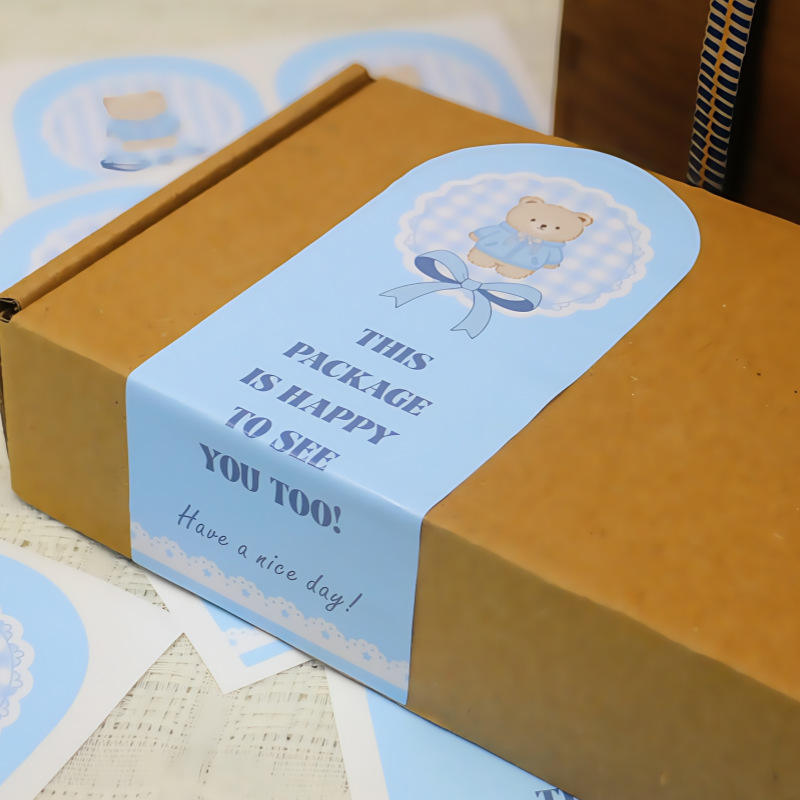 THIS
PACKAGE
IS HAPPY
TO SEE
YOU TOO!
Have a nice day!